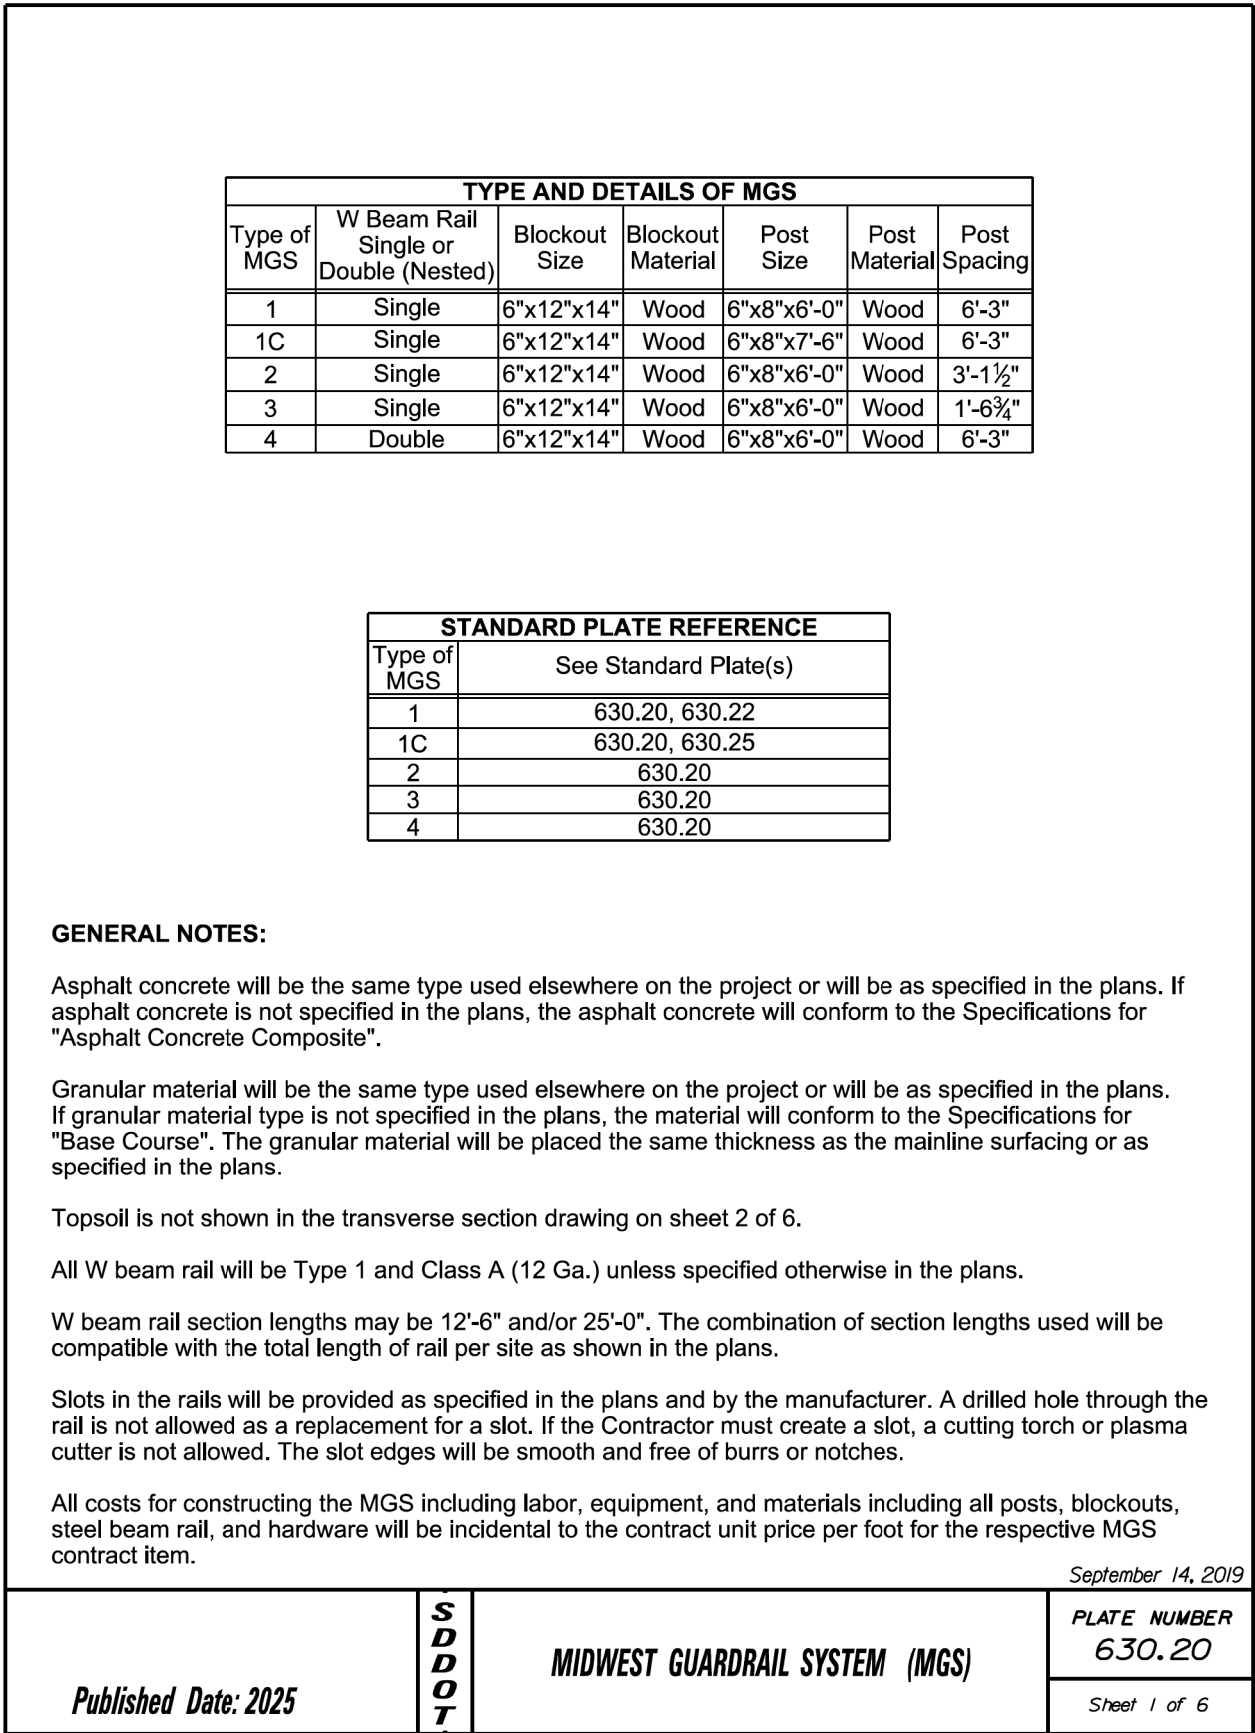 TYPE AND DETAILS OF MGS
Type of MGS | W Beam Rail Single or Double (Nested) | Blockout Size | Blockout Material | Post Size | Post Material | Post Spacing
1 | Single | 6"x12"x14" | Wood | 6"x8"x6'-0" | Wood | 6'-3"
1C | Single | 6"x12"x14" | Wood | 6"x8"x7'-6" | Wood | 6'-3"
2 | Single | 6"x12"x14" | Wood | 6"x8"x6'-0" | Wood | 3'-1½"
3 | Single | 6"x12"x14" | Wood | 6"x8"x6'-0" | Wood | 1'-6¾"
4 | Double | 6"x12"x14" | Wood | 6"x8"x6'-0" | Wood | 6'-3"
STANDARD PLATE REFERENCE
Type of MGS | See Standard Plate(s)
1 | 630.20, 630.22
1C | 630.20, 630.25
2 | 630.20
3 | 630.20
4 | 630.20
GENERAL NOTES:
Asphalt concrete will be the same type used elsewhere on the project or will be as specified in the plans. If
asphalt concrete is not specified in the plans, the asphalt concrete will conform to the Specifications for
"Asphalt Concrete Composite".
Granular material will be the same type used elsewhere on the project or will be as specified in the plans.
If granular material type is not specified in the plans, the material will conform to the Specifications for
"Base Course". The granular material will be placed the same thickness as the mainline surfacing or as
specified in the plans.
Topsoil is not shown in the transverse section drawing on sheet 2 of 6.
All W beam rail will be Type 1 and Class A (12 Ga.) unless specified otherwise in the plans.
W beam rail section lengths may be 12'-6" and/or 25'-0". The combination of section lengths used will be
compatible with the total length of rail per site as shown in the plans.
Slots in the rails will be provided as specified in the plans and by the manufacturer. A drilled hole through the
rail is not allowed as a replacement for a slot. If the Contractor must create a slot, a cutting torch or plasma
cutter is not allowed. The slot edges will be smooth and free of burrs or notches.
All costs for constructing the MGS including labor, equipment, and materials including all posts, blockouts,
steel beam rail, and hardware will be incidental to the contract unit price per foot for the respective MGS
contract item.
September 14, 2019
Published Date: 2025
S
D
D
O
T
MIDWEST GUARDRAIL SYSTEM (MGS)
PLATE NUMBER
630.20
Sheet 1 of 6